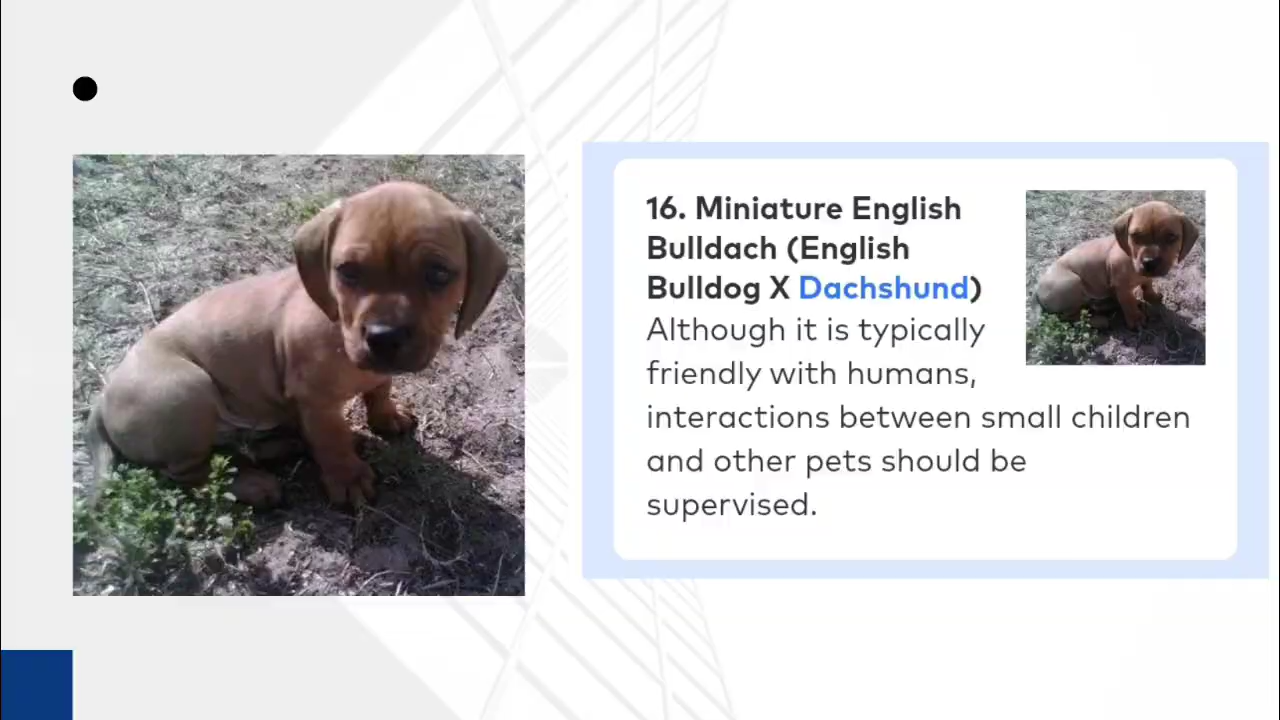 16. Miniature English
Bulldach (English
Bulldog X Dachshund)
Although it is typically
friendly with humans,
interactions between small children
and other pets should be
supervised.